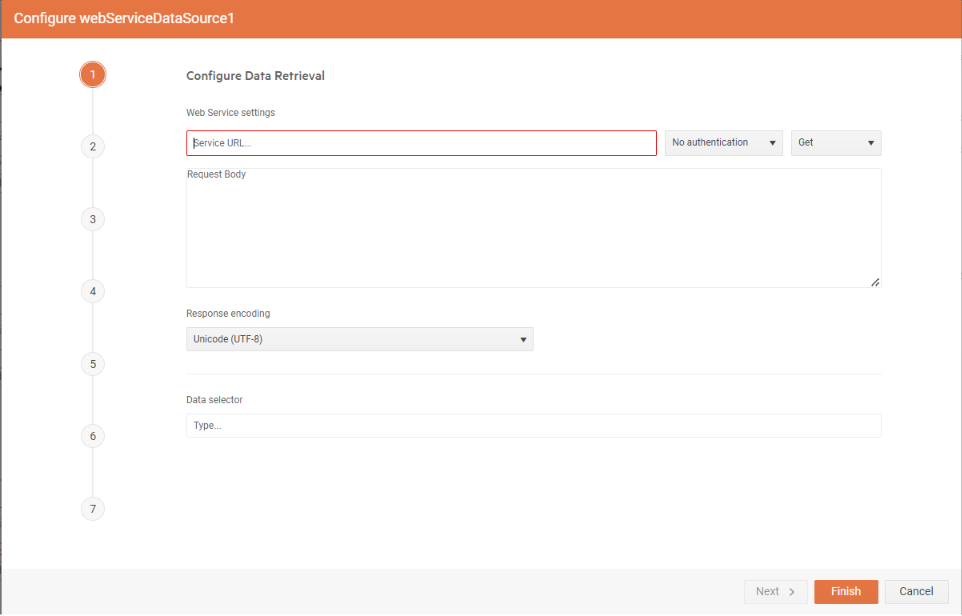 Configure webServiceDataSource1
1
Configure Data Retrieval
Web Service settings
Service URL...
No authentication
Get
2
Request Body
3
4
Response encoding
Unicode (UTF-8)
5
Data selector
Type...
6
7
Next
Finish
Cancel